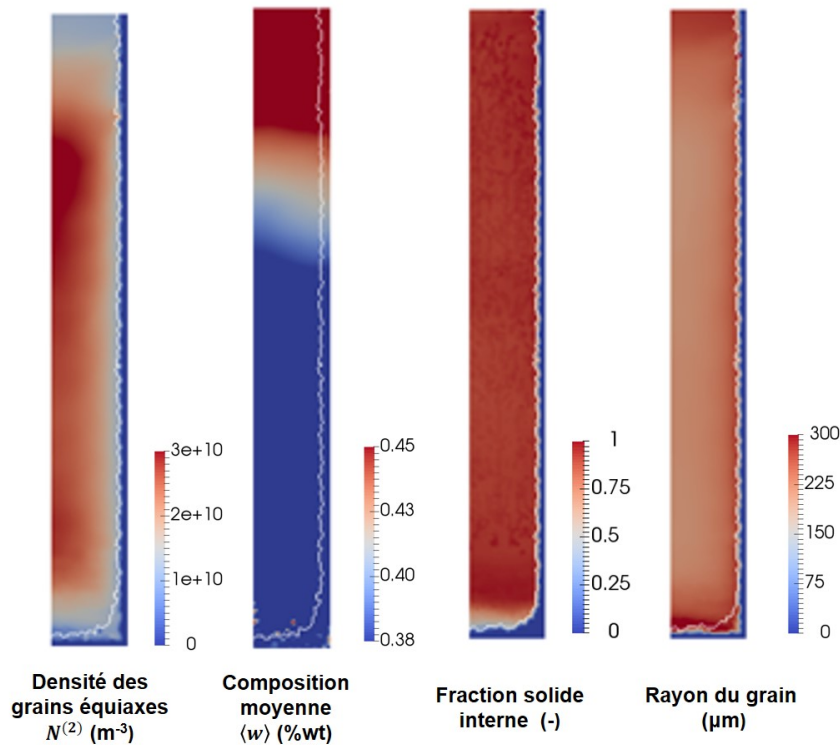 3e+10
2e+10
1e+10
0
0.45
0.43
0.40
0.38
1
0.75
0.5
0.25
0
300
225
150
75
0
Densité des
grains équiaxes
N⁽²⁾ (m⁻³)
Composition
moyenne
⟨w⟩ (%wt)
Fraction solide
interne (-)
Rayon du grain
(µm)